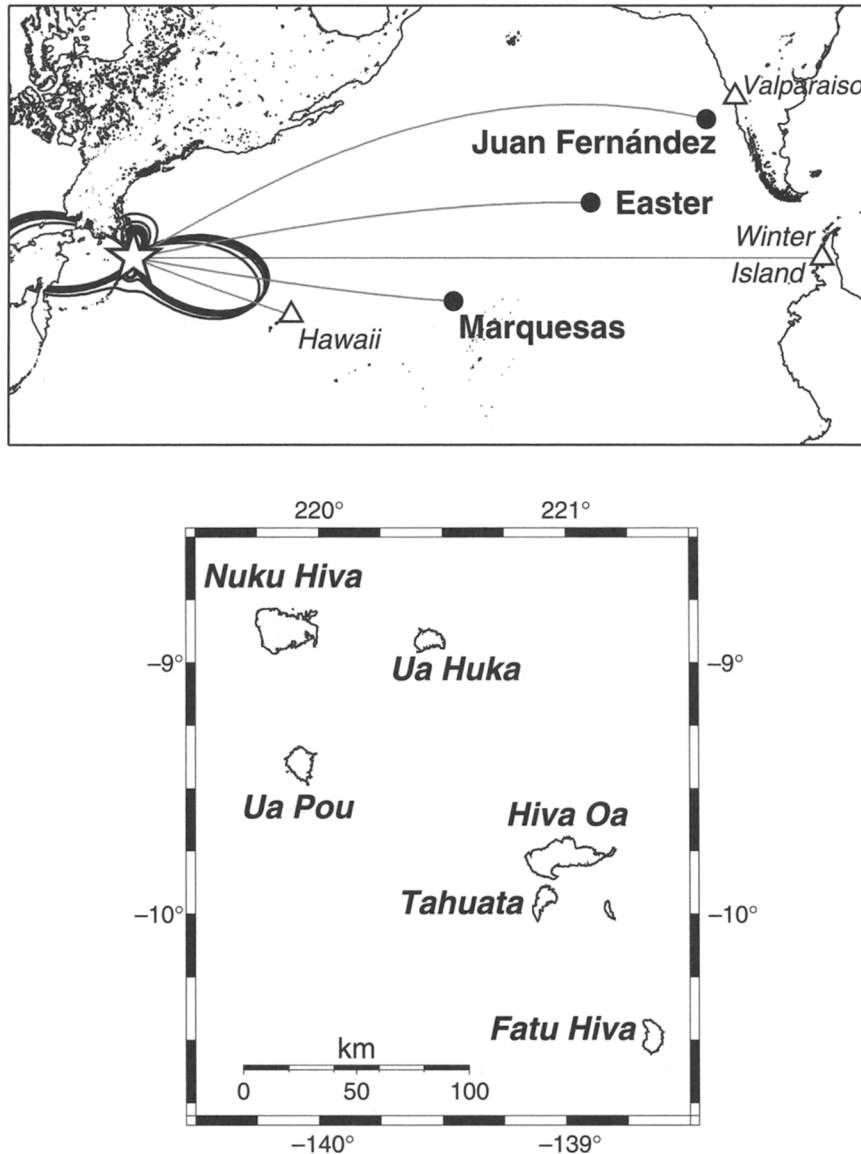 Valparaiso
Juan Fernández
Easter
Winter
Island
Marquesas
Hawaii
220° 221°
Nuku Hiva
–9° –9°
Ua Huka
Ua Pou
Hiva Oa
Tahuata
–10° –10°
Fatu Hiva
km
0 50 100
–140° –139°